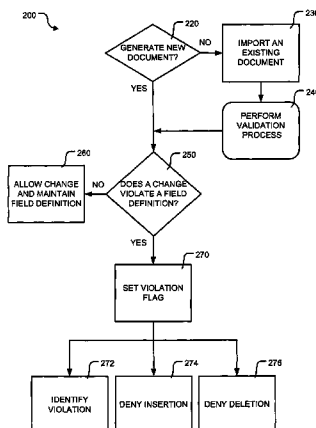 200
220
GENERATE NEW
DOCUMENT?
NO
YES
IMPORT AN
EXISTING
DOCUMENT
PERFORM
VALIDATION
PROCESS
250
DOES A CHANGE
VIOLATE A FIELD
DEFINITION?
NO
YES
260
ALLOW CHANGE
AND MAINTAIN
FIELD DEFINITION
270
SET VIOLATION
FLAG
272
IDENTIFY
VIOLATION
274
DENY INSERTION
276
DENY DELETION